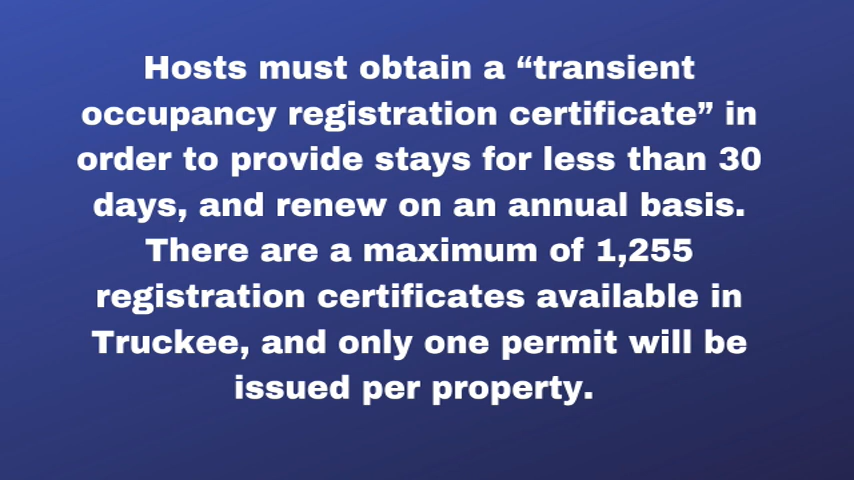 Hosts must obtain a “transient
occupancy registration certificate” in
order to provide stays for less than 30
days, and renew on an annual basis.
There are a maximum of 1,255
registration certificates available in
Truckee, and only one permit will be
issued per property.